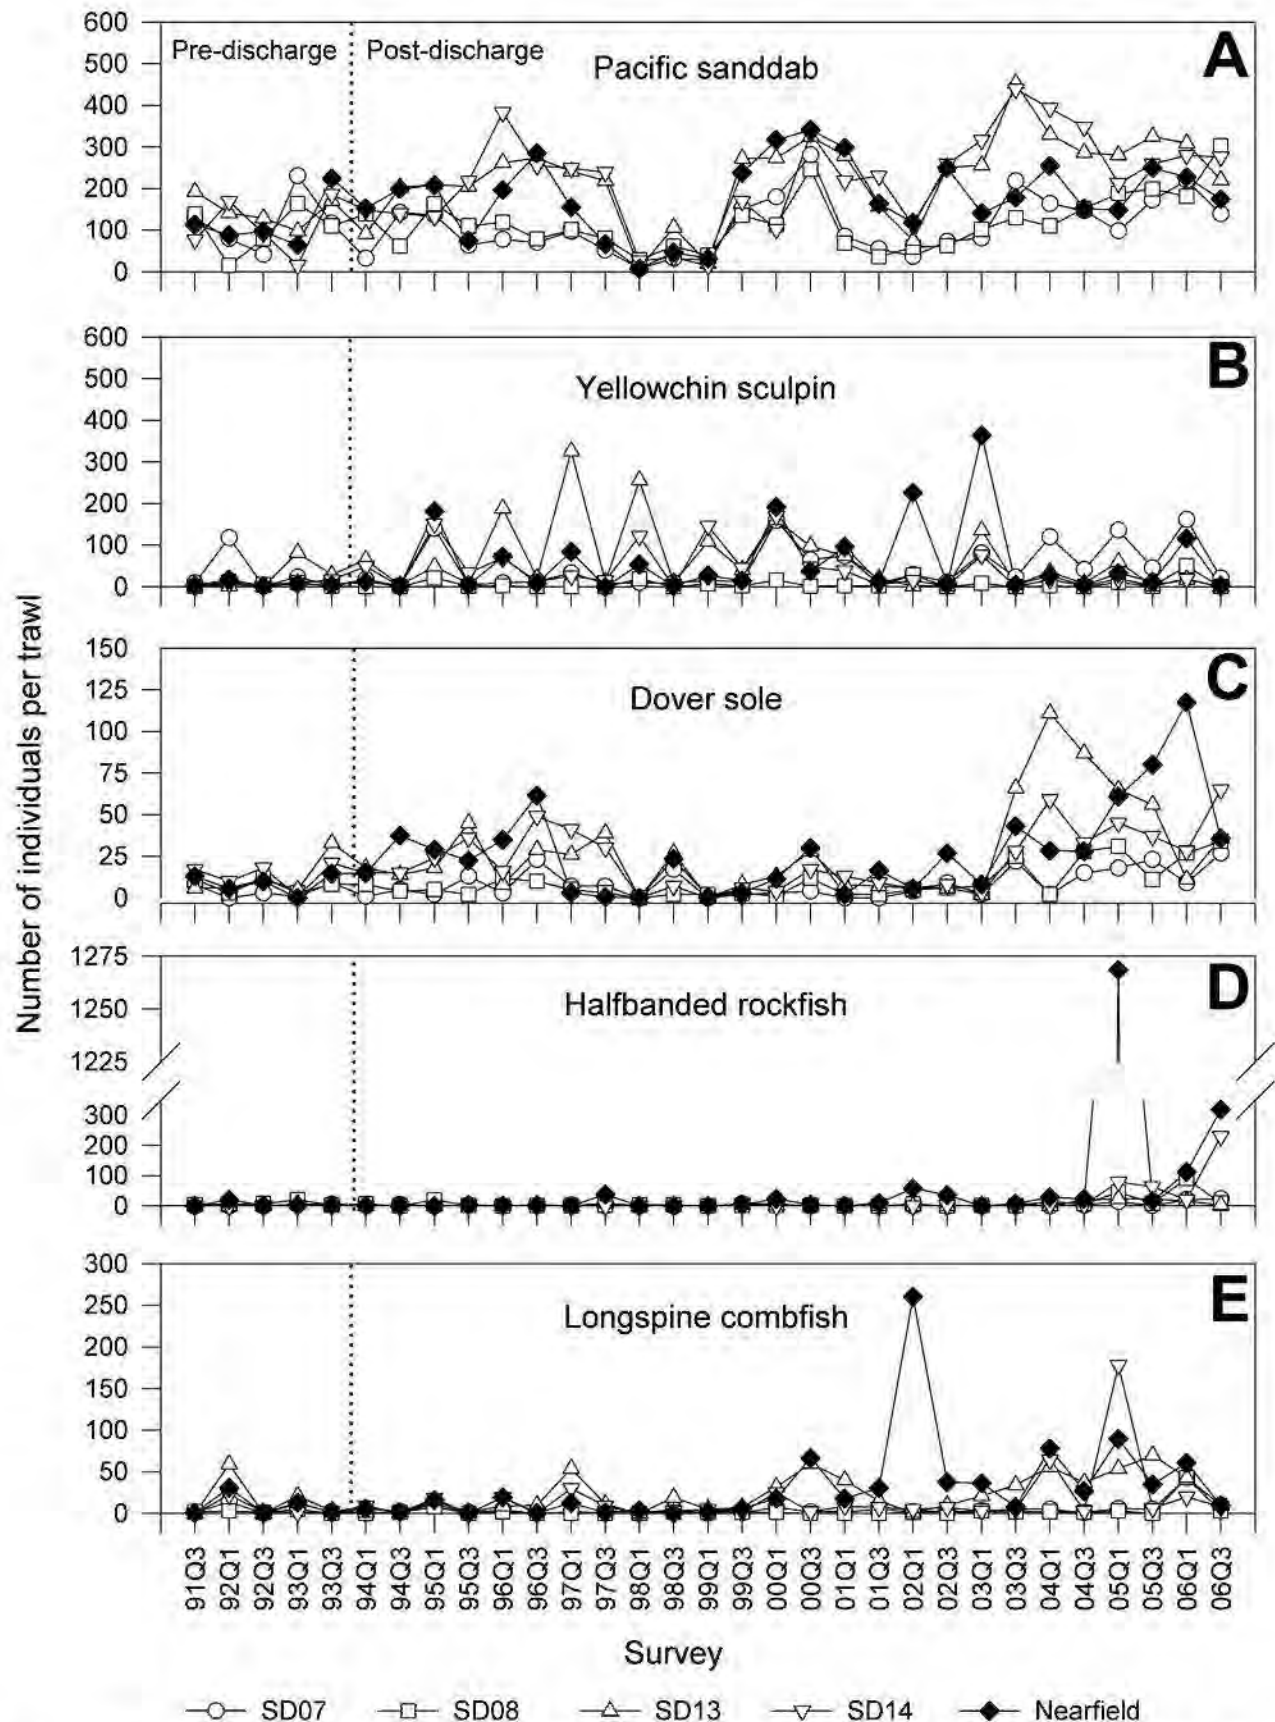 Number of individuals per trawl
600
500
400
300
200
100
0
Pre-discharge
Post-discharge
Pacific sanddab
A
600
500
400
300
200
100
0
Yellowchin sculpin
B
150
125
100
75
50
25
0
Dover sole
C
1275
1250
1225
300
200
100
0
Halfbanded rockfish
D
300
250
200
150
100
50
0
Longspine combfish
E
91Q3
92Q1
92Q3
93Q1
93Q3
94Q1
94Q3
95Q1
95Q3
96Q1
96Q3
97Q1
97Q3
98Q1
98Q3
99Q1
99Q3
00Q1
00Q3
01Q1
01Q3
02Q1
02Q3
03Q1
03Q3
04Q1
04Q3
05Q1
05Q3
06Q1
06Q3
Survey
SD07 SD08 SD13 SD14 Nearfield